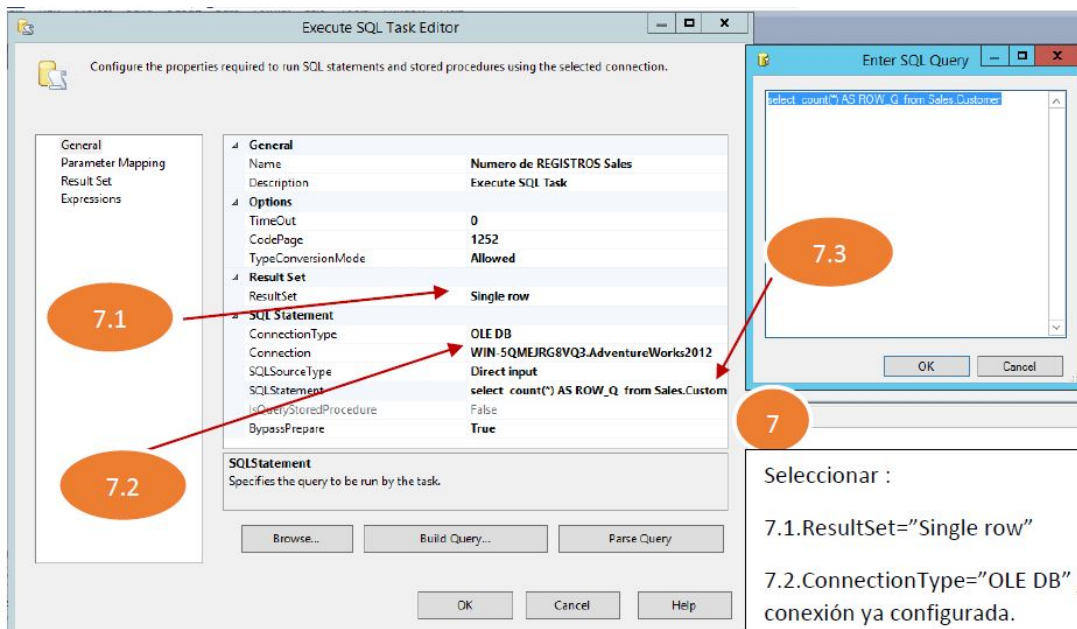 Execute SQL Task Editor
Configure the properties required to run SQL statements and stored procedures using the selected connection.
General
Parameter Mapping
Result Set
Expressions
General
Name Numero de REGISTROS Sales
Description Execute SQL Task
Options
TimeOut 0
CodePage 1252
TypeConversionMode Allowed
Result Set
ResultSet Single row
SQL Statement
ConnectionType OLE DB
Connection WIN-5QMEJRG8VQ3.AdventureWorks2012
SQLSourceType Direct input
SQLStatement select count(*) AS ROW_Q from Sales.Custom
IsQueryStoredProcedure False
BypassPrepare True
SQLStatement
Specifies the query to be run by the task.
Browse... Build Query... Parse Query
OK Cancel Help
7.1
7.2
Enter SQL Query
select count(*) AS ROW_Q from Sales.Customer
7.3
OK Cancel
7
Seleccionar :
7.1.ResultSet=”Single row”
7.2.ConnectionType=”OLE DB”
conexión ya configurada.